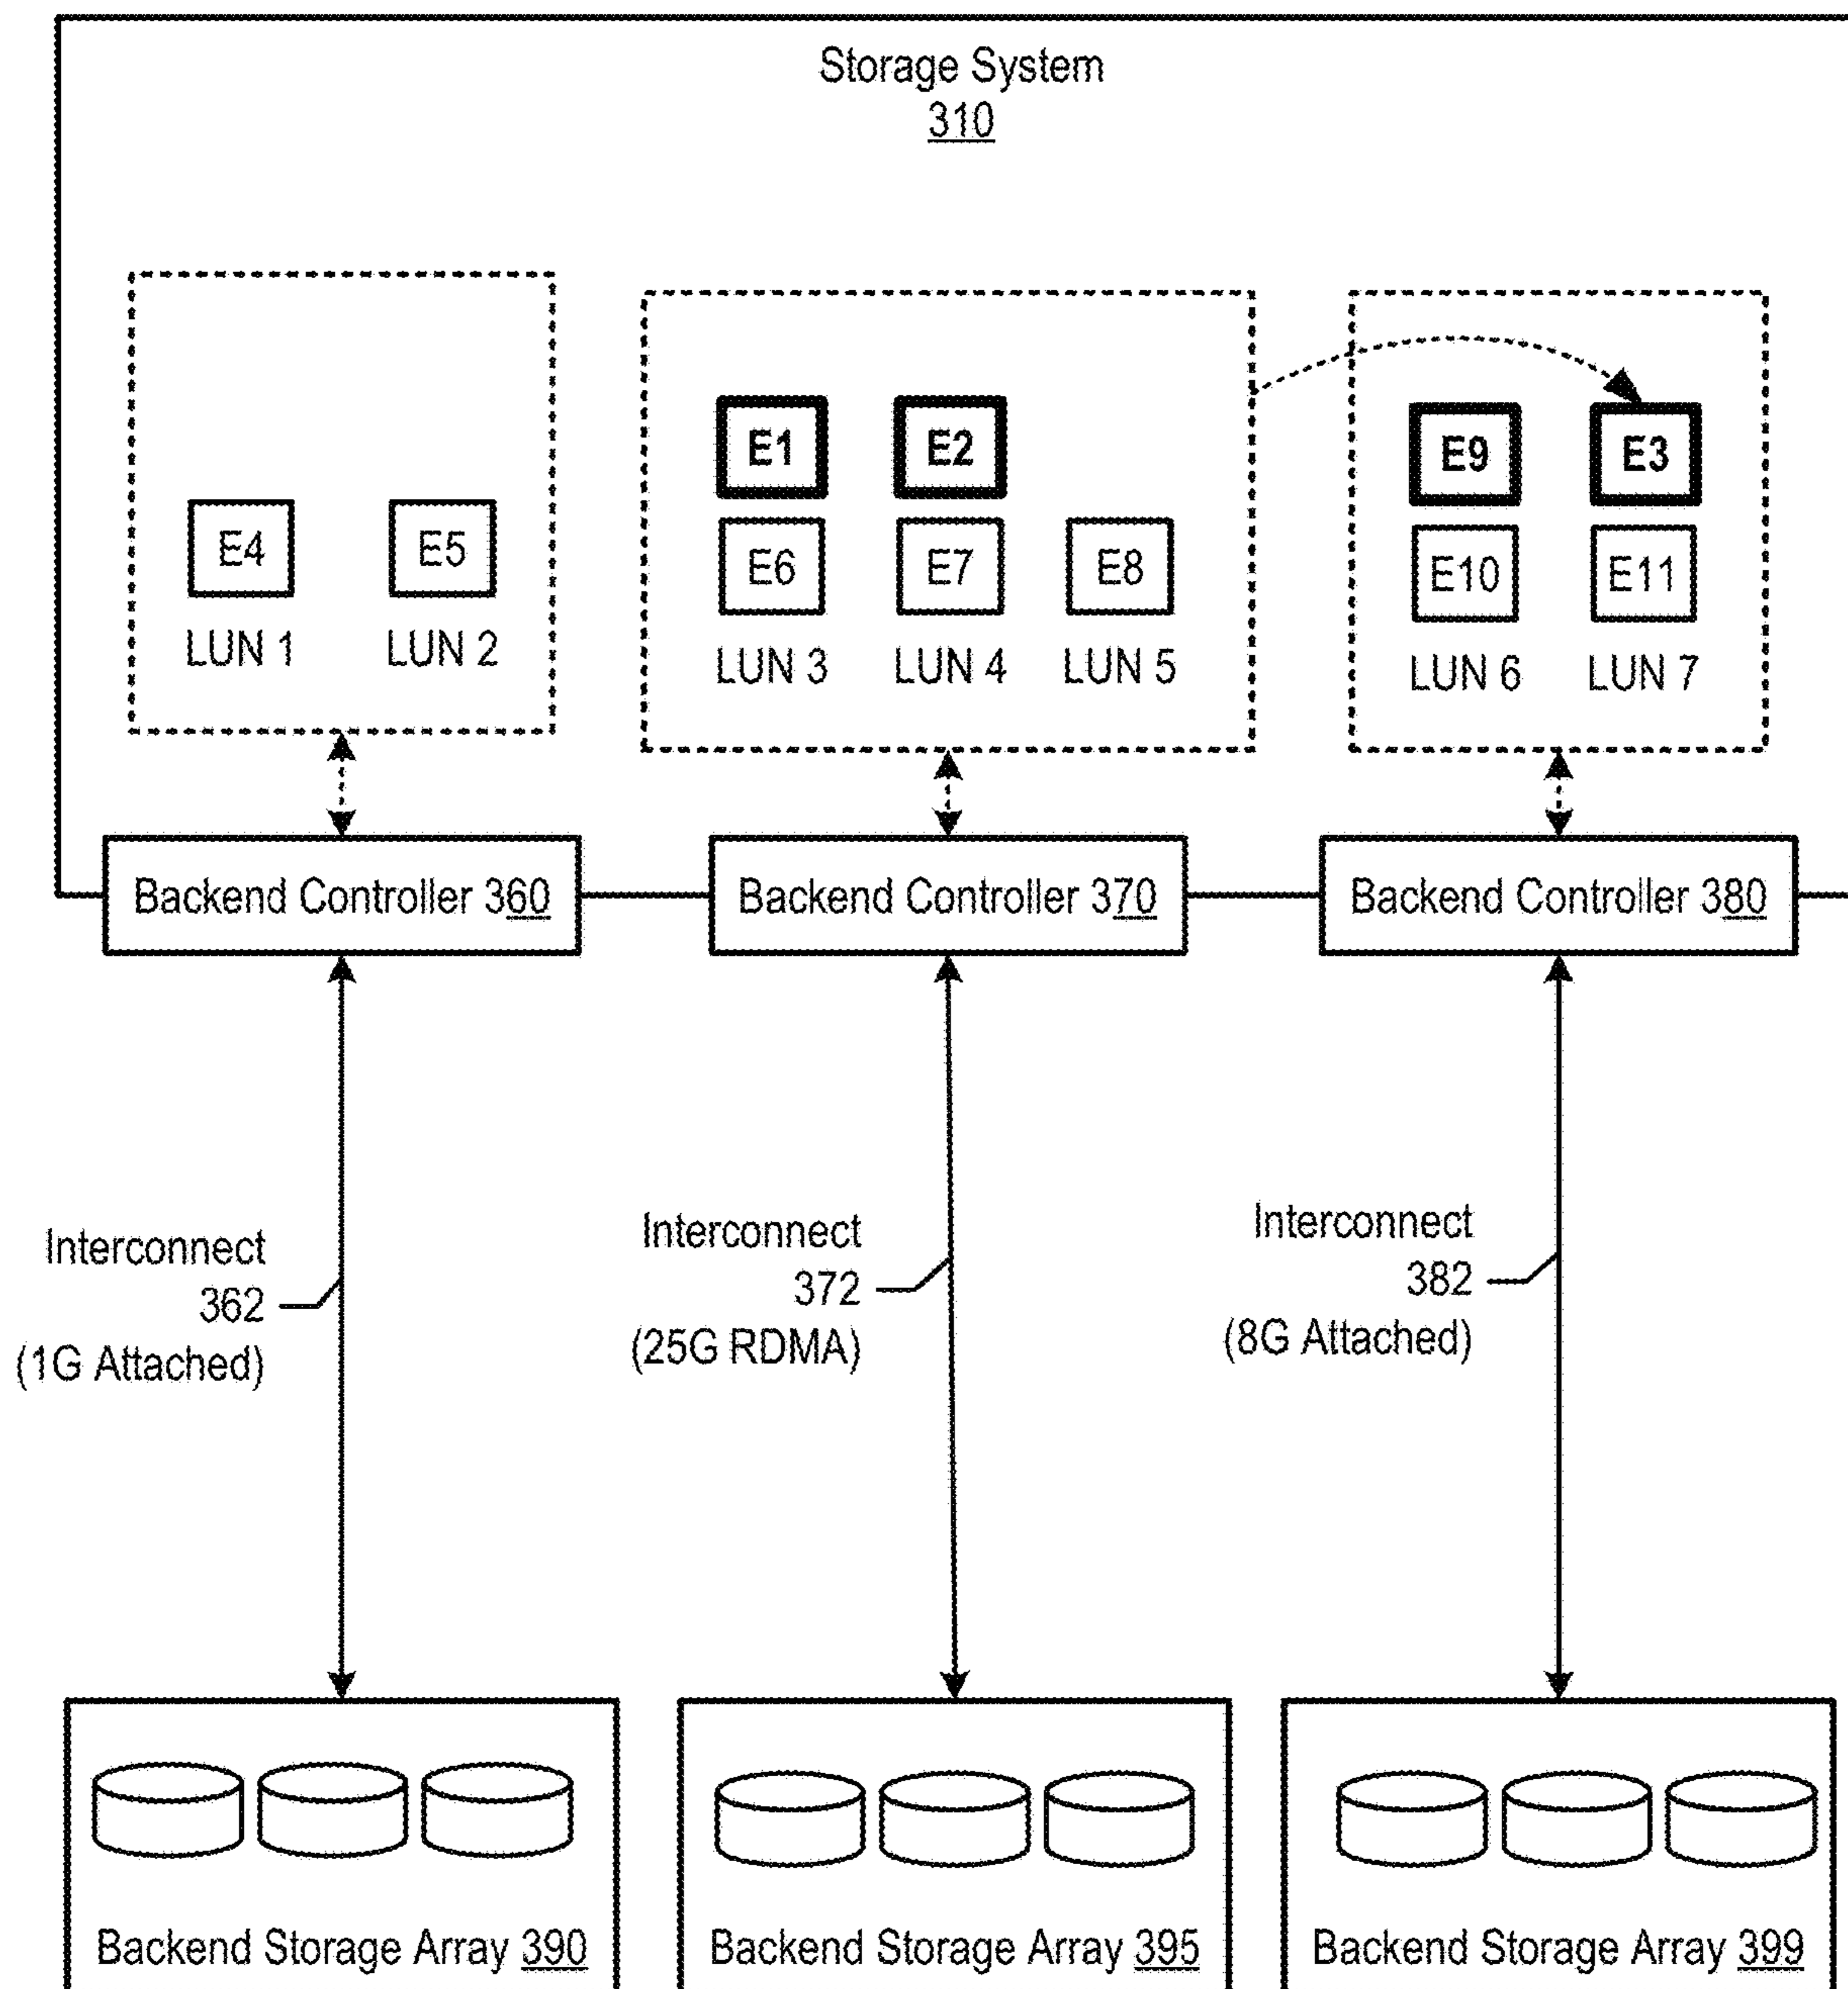 Storage System
310
E1
E2
E9
E3
E4
E5
E6
E7
E8
E10
E11
LUN 1
LUN 2
LUN 3
LUN 4
LUN 5
LUN 6
LUN 7
Backend Controller 360
Backend Controller 370
Backend Controller 380
Interconnect
362
(1G Attached)
Interconnect
372
(25G RDMA)
Interconnect
382
(8G Attached)
Backend Storage Array 390
Backend Storage Array 395
Backend Storage Array 399